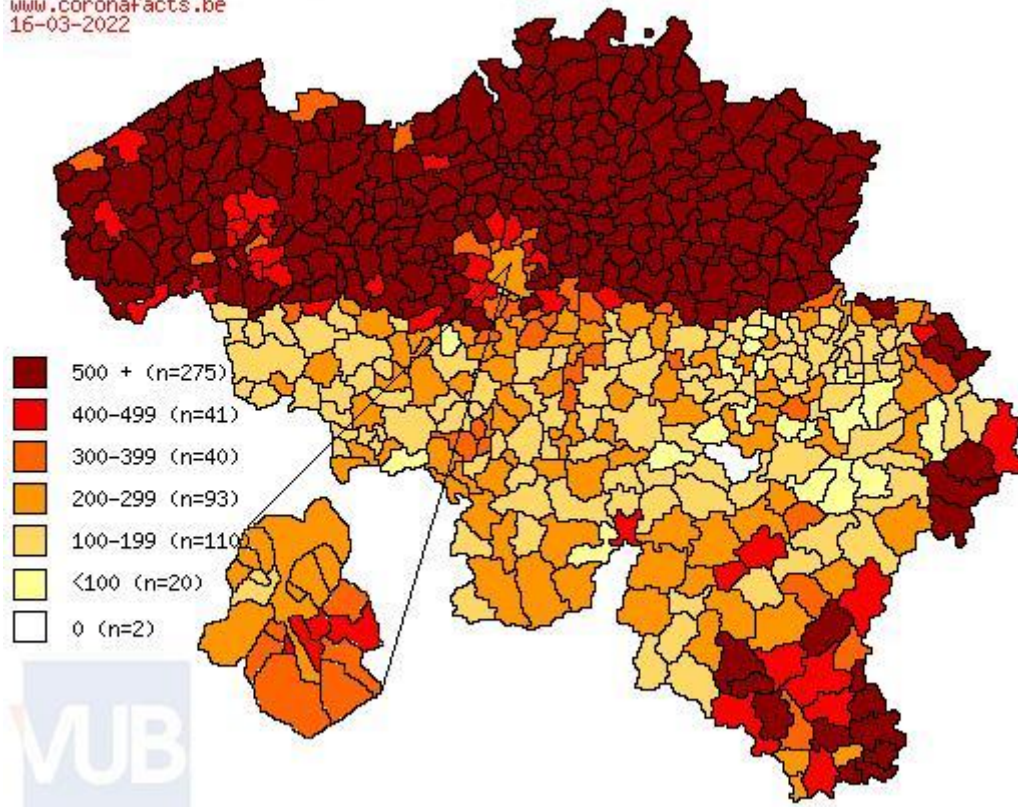 www.coronafacts.be
16-03-2022
500 + (n=275)
400-499 (n=41)
300-399 (n=40)
200-299 (n=93)
100-199 (n=110)
<100 (n=20)
0 (n=2)
VUB